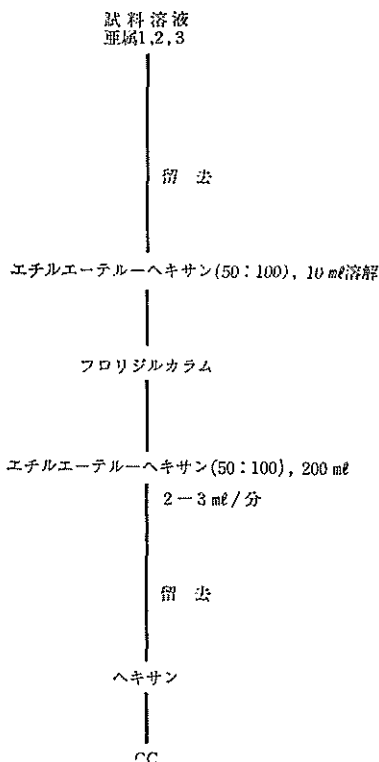 試料溶液
亜属1,2,3
留去
エチルエーテルーヘキサン(50:100), 10 ml溶解
フロリジルカラム
エチルエーテルーヘキサン(50:100), 200 ml
2-3 ml/分
留去
ヘキサン